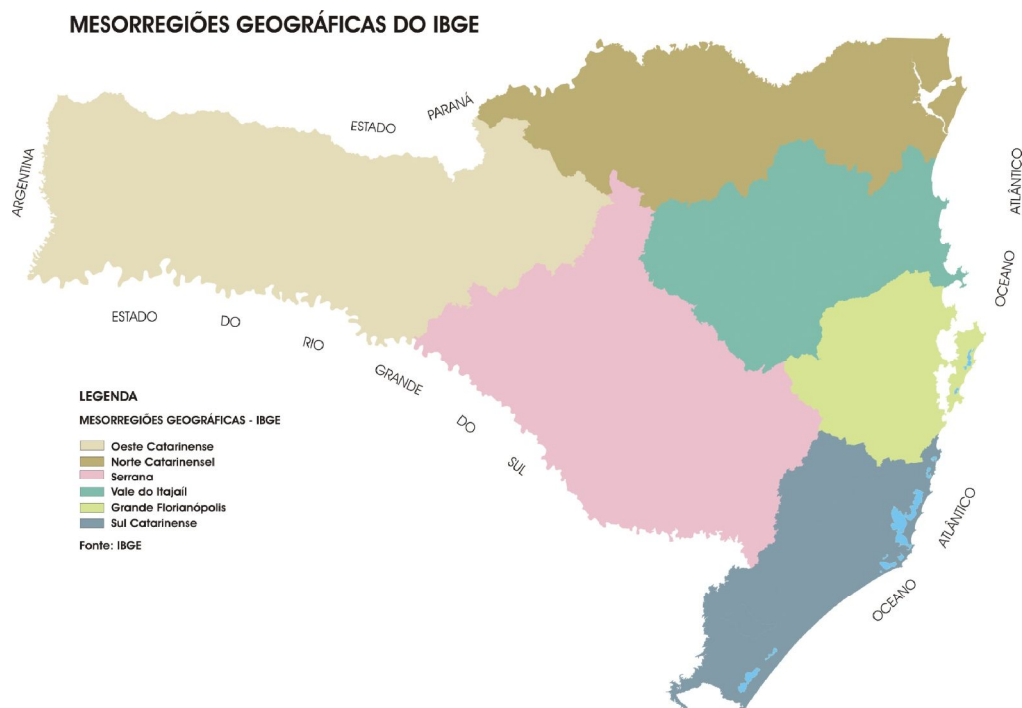 MESORREGIÕES GEOGRÁFICAS DO IBGE
ESTADO PARANÁ
ARGENTINA
ATLÂNTICO
OCEANO
ESTADO DO RIO GRANDE DO SUL
LEGENDA
MESORREGIÕES GEOGRÁFICAS - IBGE
Oeste Catarinense
Norte Catarinensel
Serrana
Vale do Itajaíl
Grande Florianópolis
Sul Catarinense
Fonte: IBGE
ATLÂNTICO
OCEANO